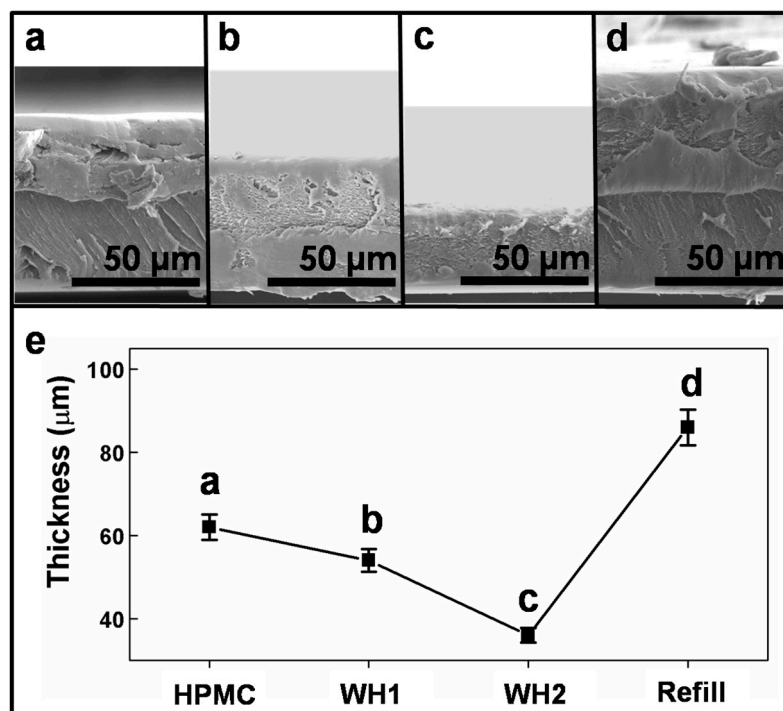 a b c d
50 μm 50 μm 50 μm 50 μm
e
Thickness (μm)
100
80
60
40
a
b
c
d
HPMC WH1 WH2 Refill